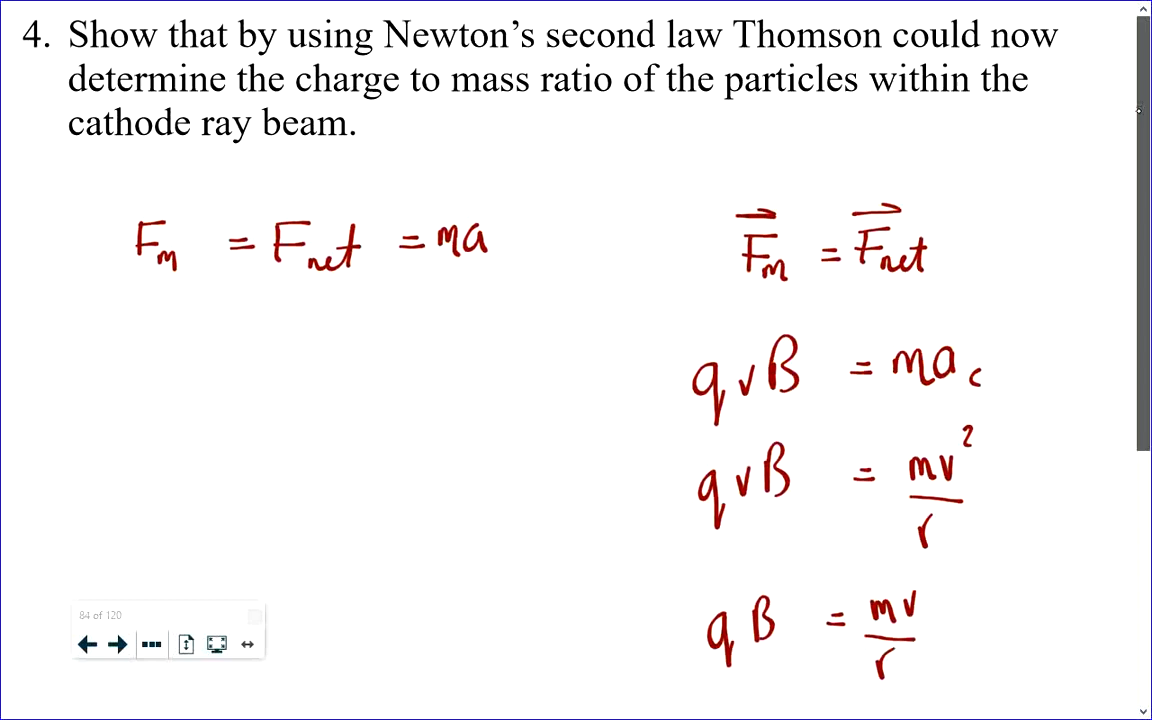 4. Show that by using Newton’s second law Thomson could now
determine the charge to mass ratio of the particles within the
cathode ray beam.
Fm = Fnet = ma
Fm = Fnet
qvB = mac
qvB = mv²/r
qB = mv/r
84 of 120